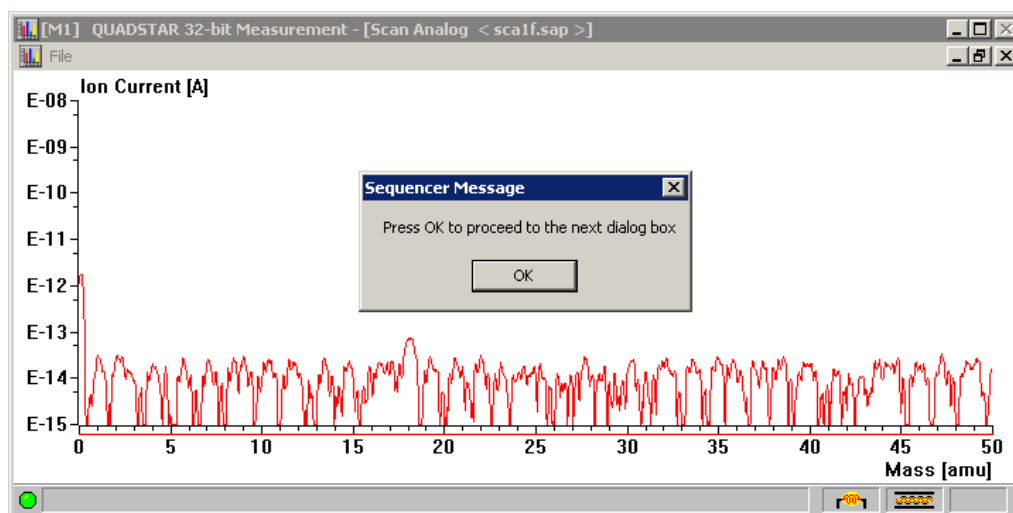 [M1] QUADSTAR 32-bit Measurement - [Scan Analog < sca1f.sap >]
File
Ion Current [A]
E-08
E-09
E-10
E-11
E-12
E-13
E-14
E-15
Sequencer Message
Press OK to proceed to the next dialog box
OK
0 5 10 15 20 25 30 35 40 45 50
Mass [amu]